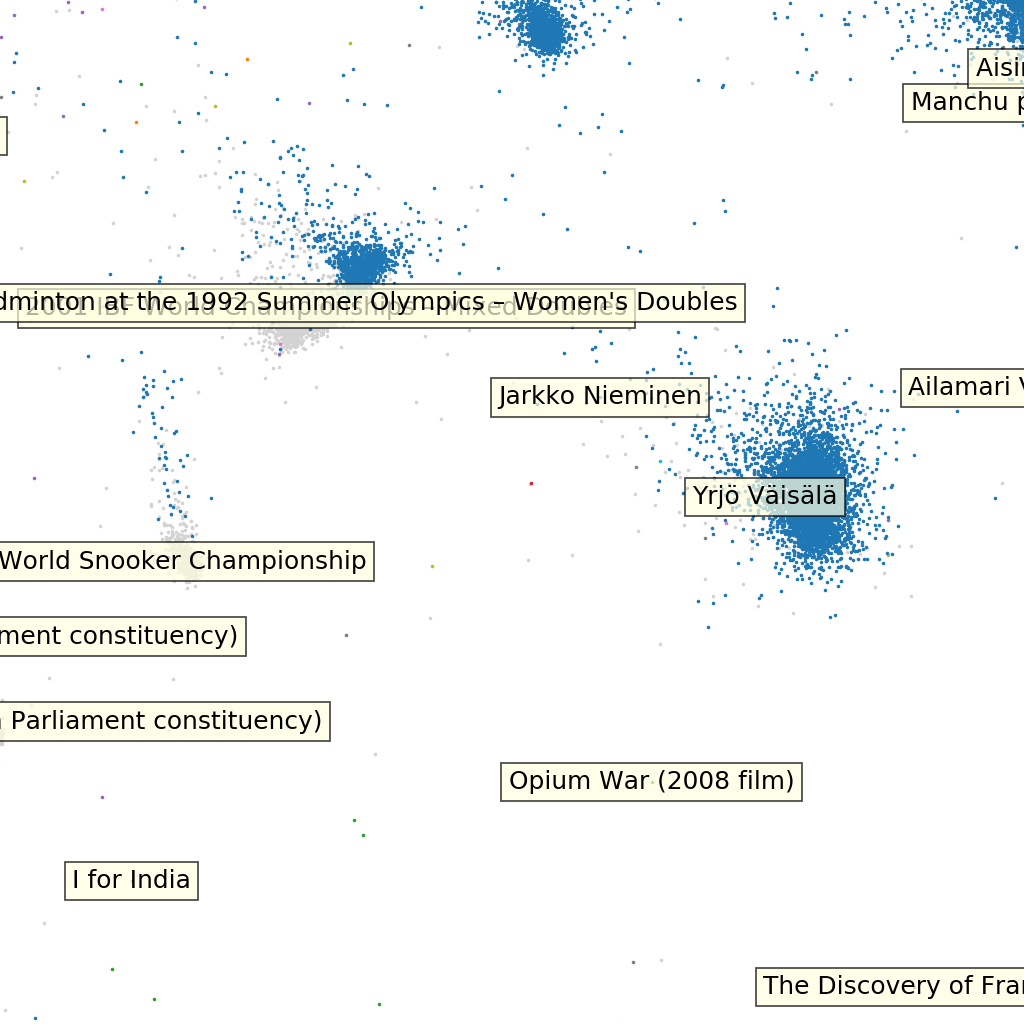 Aisin
Manchu p
dminton at the 1992 Summer Olympics – Women's Doubles
2001 IBF World Championships – Mixed Doubles
Ailamari V
Jarkko Nieminen
Yrjö Väisälä
World Snooker Championship
ment constituency)
Parliament constituency)
Opium War (2008 film)
I for India
The Discovery of Fra